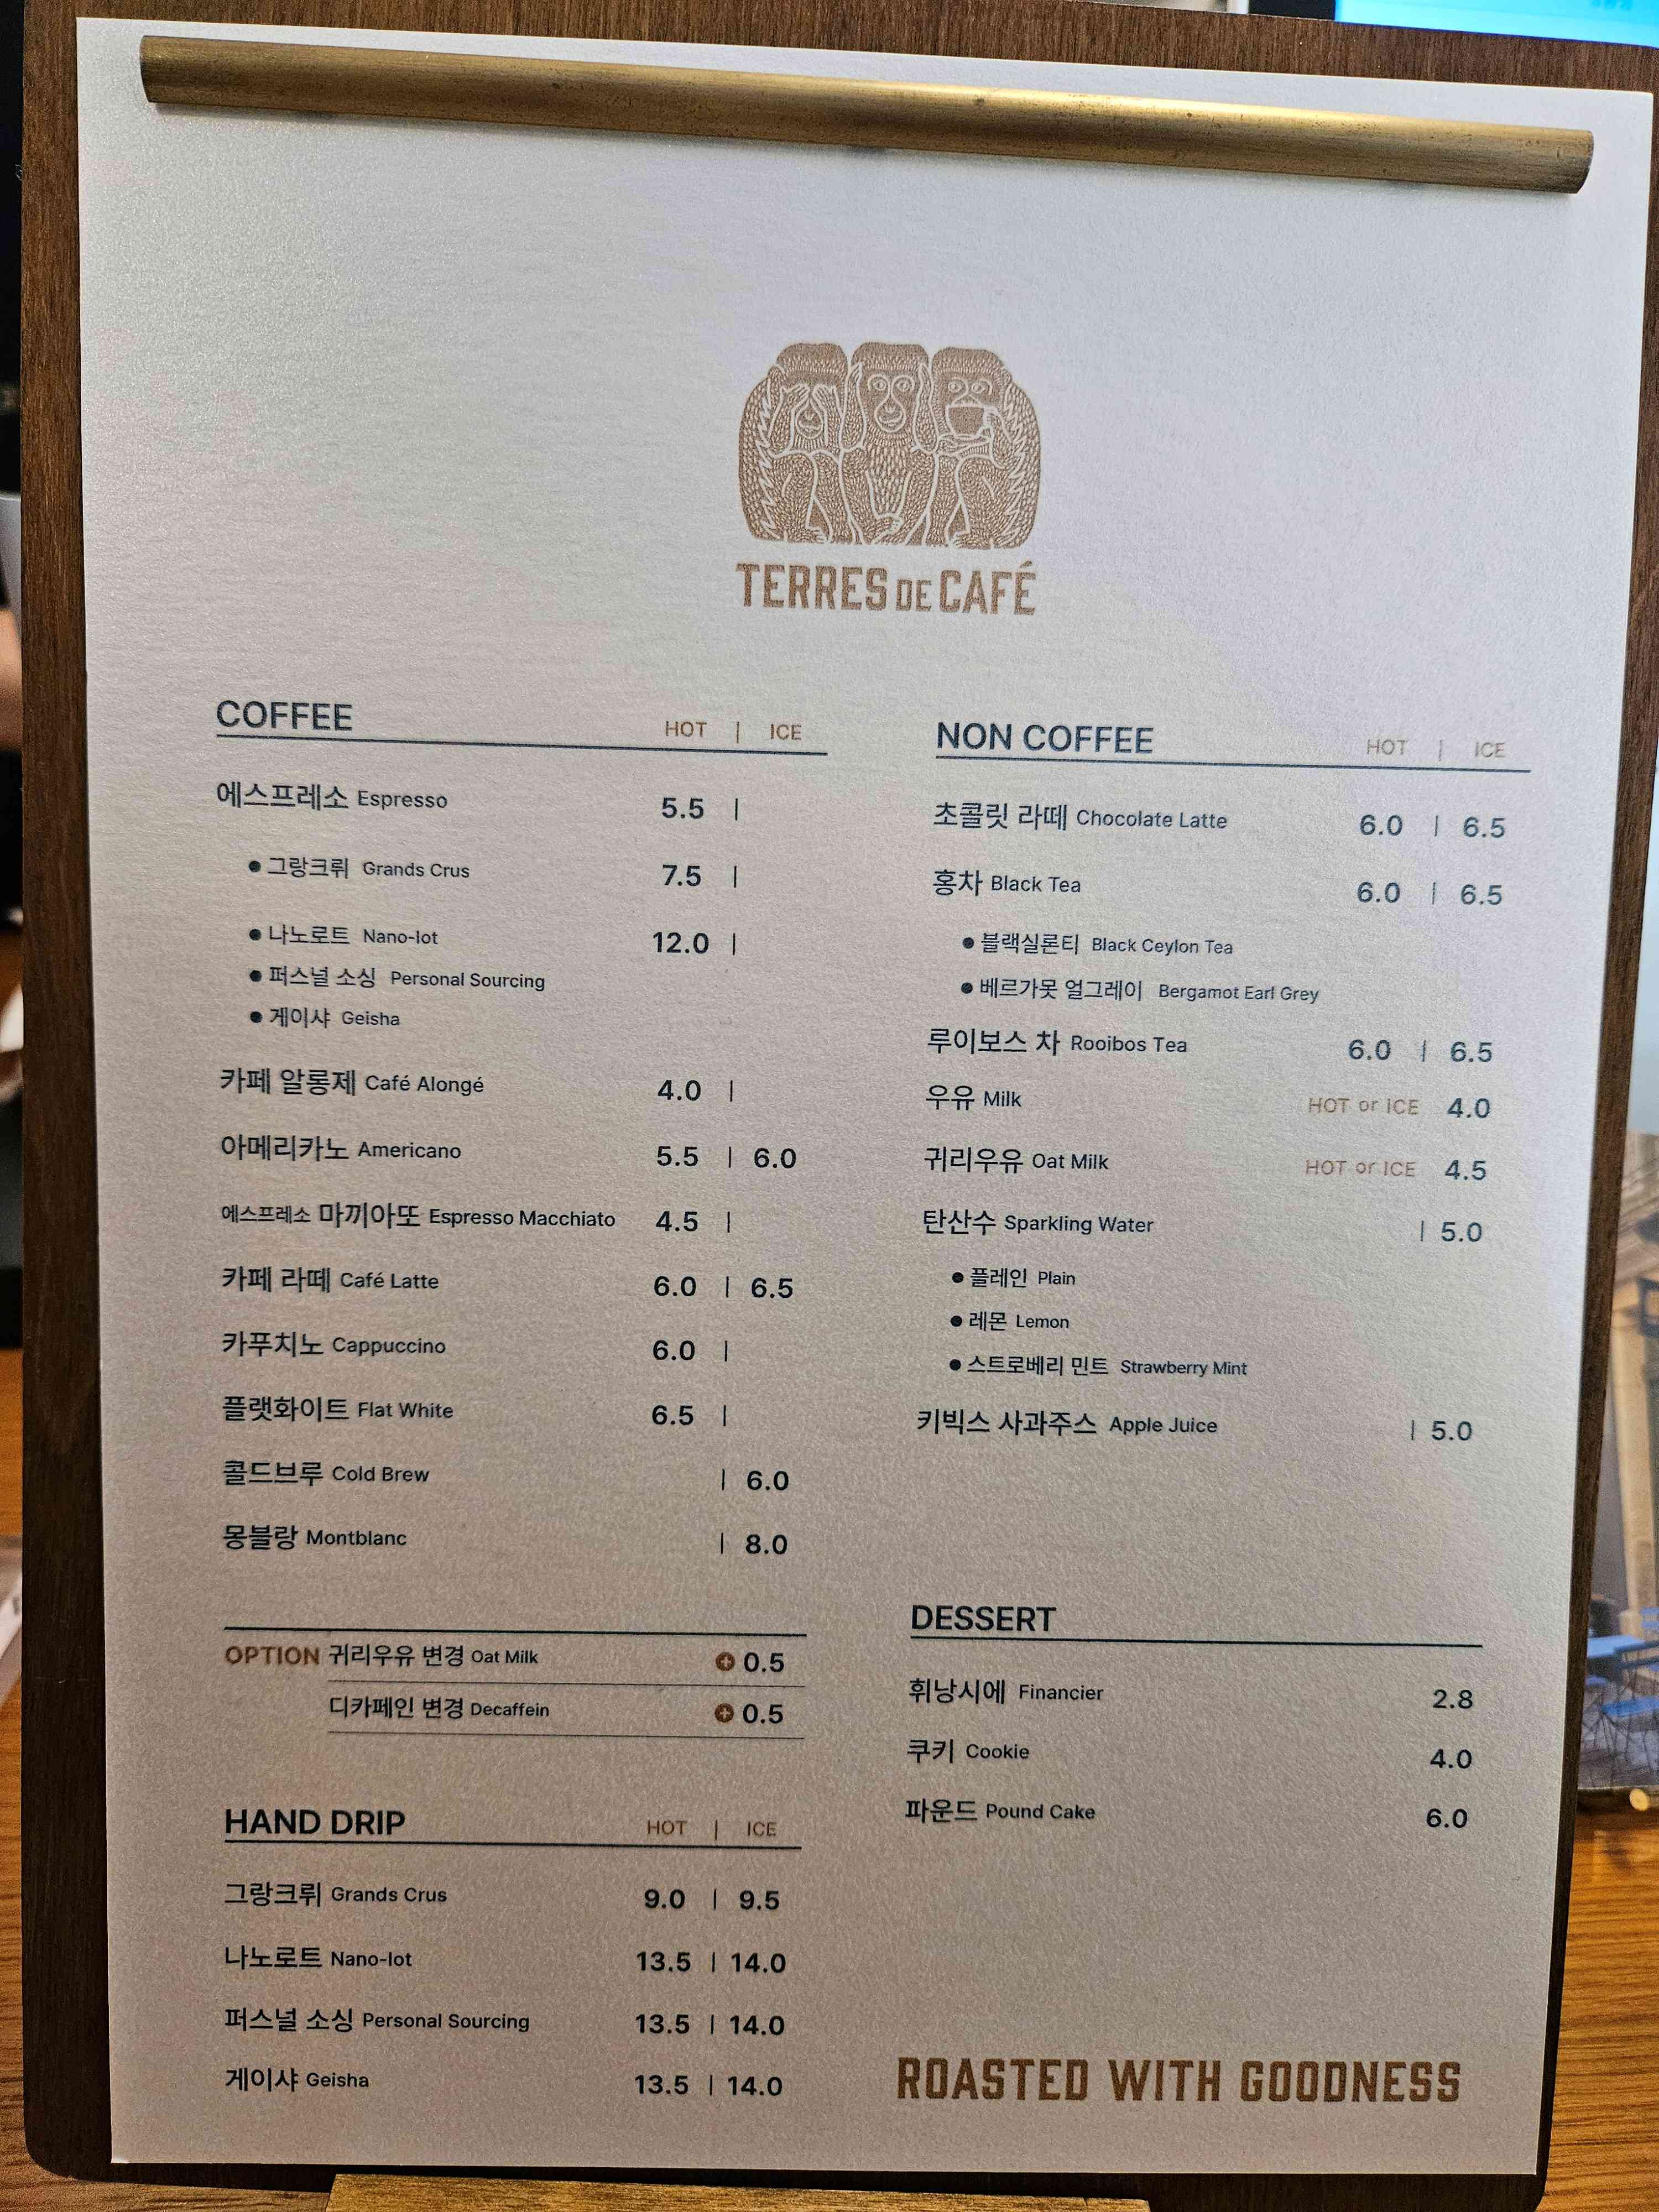 TERRES DE CAFÉ
COFFEE HOT | ICE
에스프레소 Espresso 5.5 |
● 그랑크뤼 Grands Crus 7.5 |
● 나노로트 Nano-lot 12.0 |
● 퍼스널 소싱 Personal Sourcing
● 게이샤 Geisha
카페 알롱제 Café Alongé 4.0 |
아메리카노 Americano 5.5 | 6.0
에스프레소 마끼아또 Espresso Macchiato 4.5 |
카페 라떼 Café Latte 6.0 | 6.5
카푸치노 Cappuccino 6.0 |
플랫화이트 Flat White 6.5 |
콜드브루 Cold Brew | 6.0
몽블랑 Montblanc | 8.0
OPTION 귀리우유 변경 Oat Milk + 0.5
디카페인 변경 Decaffein + 0.5
HAND DRIP HOT | ICE
그랑크뤼 Grands Crus 9.0 | 9.5
나노로트 Nano-lot 13.5 | 14.0
퍼스널 소싱 Personal Sourcing 13.5 | 14.0
게이샤 Geisha 13.5 | 14.0
NON COFFEE HOT | ICE
초콜릿 라떼 Chocolate Latte 6.0 | 6.5
홍차 Black Tea 6.0 | 6.5
● 블랙실론티 Black Ceylon Tea
● 베르가못 얼그레이 Bergamot Earl Grey
루이보스 차 Rooibos Tea 6.0 | 6.5
우유 Milk HOT or ICE 4.0
귀리우유 Oat Milk HOT or ICE 4.5
탄산수 Sparkling Water | 5.0
● 플레인 Plain
● 레몬 Lemon
● 스트로베리 민트 Strawberry Mint
키빅스 사과주스 Apple Juice | 5.0
DESSERT
휘낭시에 Financier 2.8
쿠키 Cookie 4.0
파운드 Pound Cake 6.0
ROASTED WITH GOODNESS